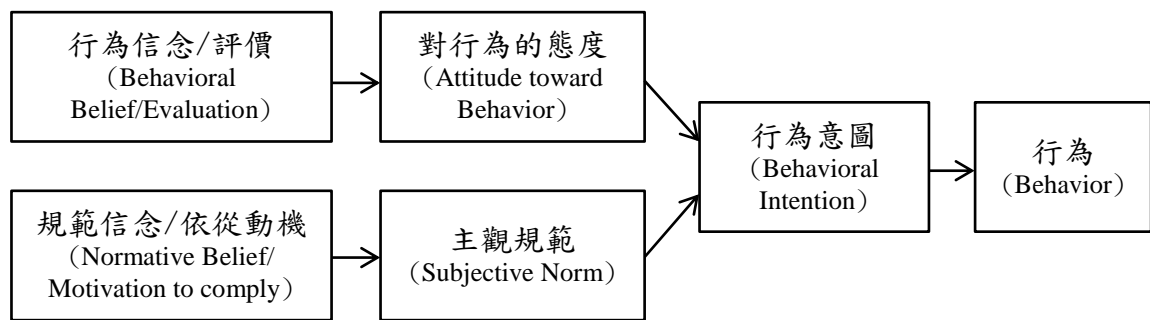 行為信念/評價
（Behavioral
Belief/Evaluation）
對行為的態度
（Attitude toward
Behavior）
規範信念/依從動機
（Normative Belief/
Motivation to comply）
主觀規範
（Subjective Norm）
行為意圖
（Behavioral
Intention）
行為
（Behavior）